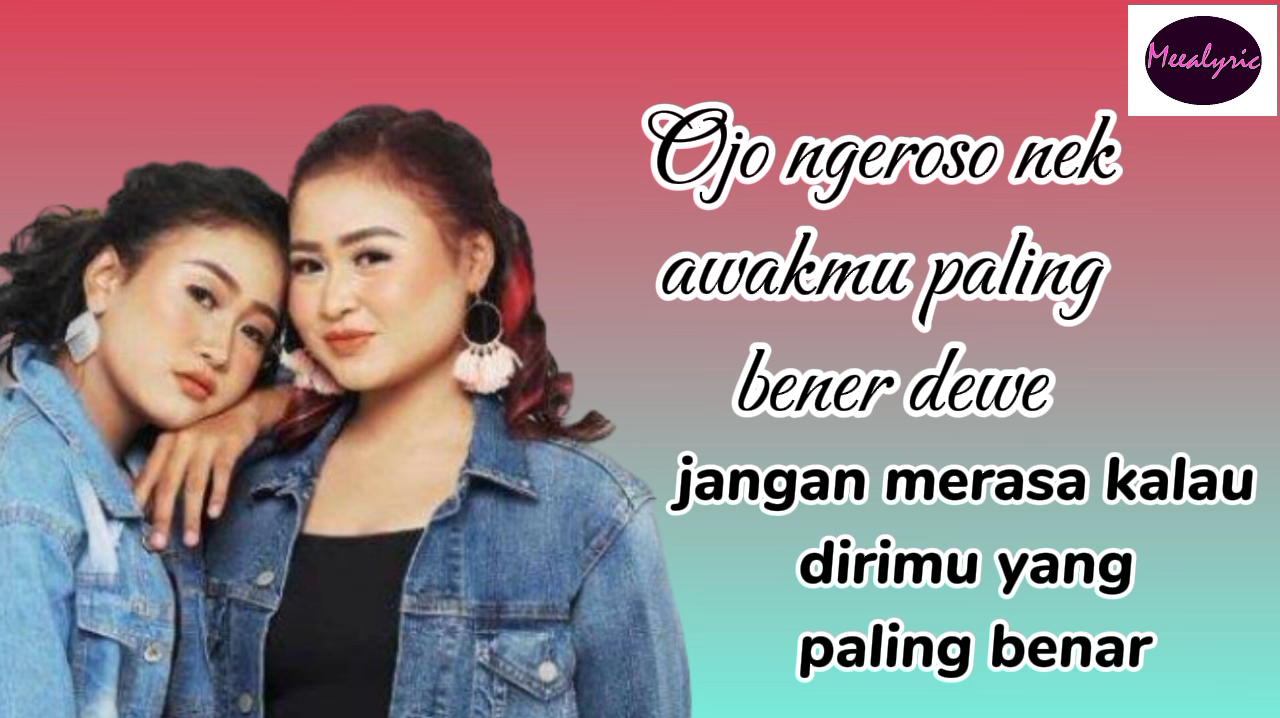 Meealyric
Ojo ngeroso nek
awakmu paling
bener dewe
jangan merasa kalau
dirimu yang
paling benar